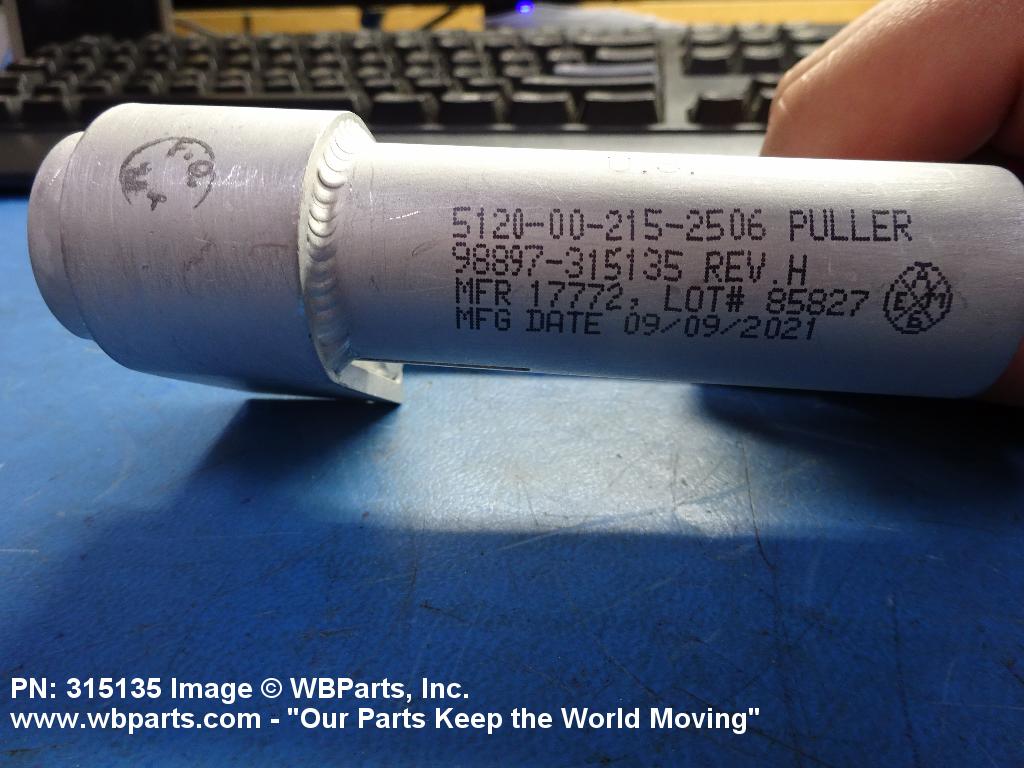 U.S.
5120-00-215-2506 PULLER
98897-315135 REV.H
MFR 17772, LOT# 85827
MFG DATE 09/09/2021
PN: 315135 Image © WBParts, Inc.
www.wbparts.com - "Our Parts Keep the World Moving"